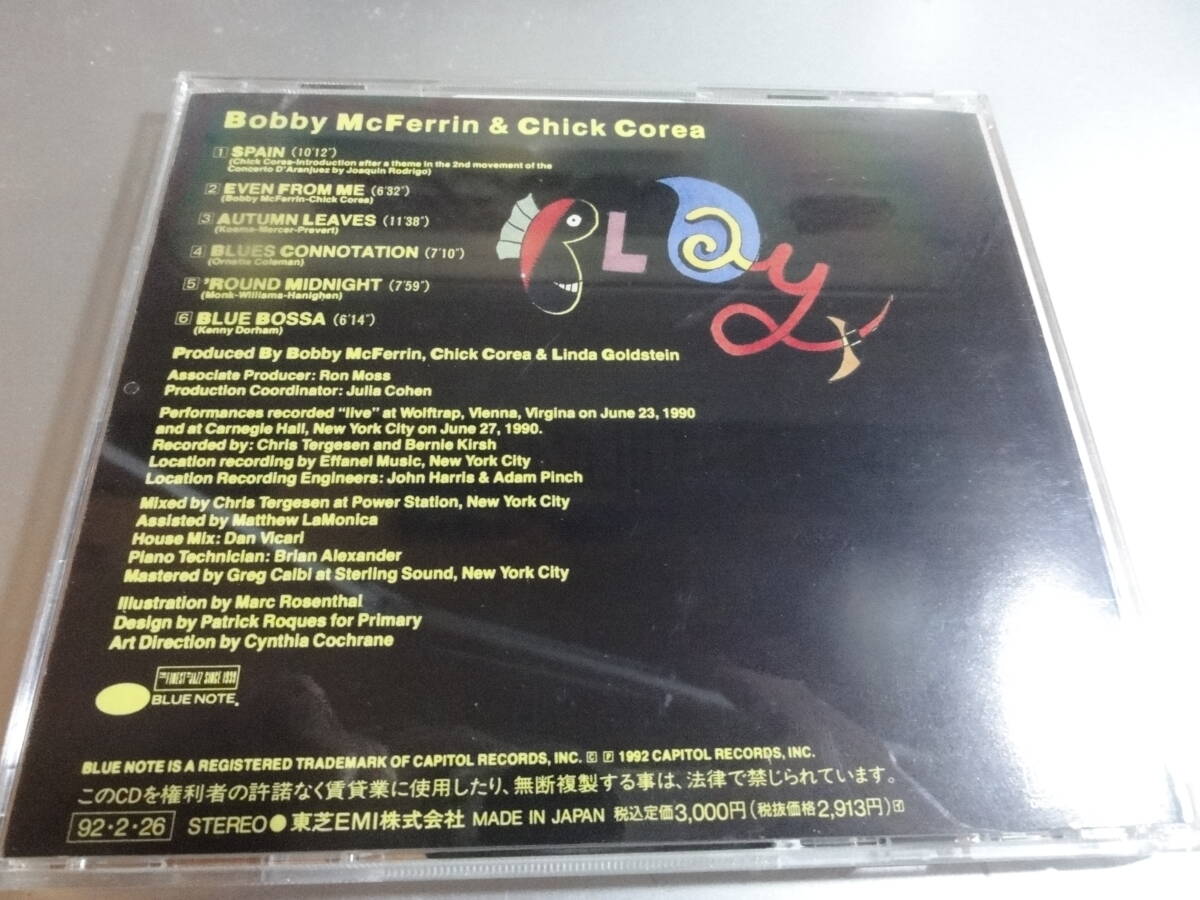 Bobby McFerrin & Chick Corea
1 SPAIN (10'12")
(Chick Corea-Introduction after a theme in the 2nd movement of the
Concerto D'Aranjuez by Joaquin Rodrigo)
2 EVEN FROM ME (6'32")
(Bobby McFerrin-Chick Corea)
3 AUTUMN LEAVES (11'38")
(Kosma-Mercer-Prevert)
4 BLUES CONNOTATION (7'10")
(Ornette Coleman)
5 'ROUND MIDNIGHT (7'59")
(Monk-Williams-Hanighen)
6 BLUE BOSSA (6'14")
(Kenny Dorham)
PLAY
Produced By Bobby McFerrin, Chick Corea & Linda Goldstein
Associate Producer: Ron Moss
Production Coordinator: Julia Cohen
Performances recorded "live" at Wolftrap, Vienna, Virgina on June 23, 1990
and at Carnegie Hall, New York City on June 27, 1990.
Recorded by: Chris Tergesen and Bernie Kirsh
Location recording by Effanel Music, New York City
Location Recording Engineers: John Harris & Adam Pinch
Mixed by Chris Tergesen at Power Station, New York City
Assisted by Matthew LaMonica
House Mix: Dan Vicari
Piano Technician: Brian Alexander
Mastered by Greg Calbi at Sterling Sound, New York City
Illustration by Marc Rosenthal
Design by Patrick Roques for Primary
Art Direction by Cynthia Cochrane
THE FINEST IN JAZZ SINCE 1939
BLUE NOTE
BLUE NOTE IS A REGISTERED TRADEMARK OF CAPITOL RECORDS, INC. © ℗ 1992 CAPITOL RECORDS, INC.
このCDを権利者の許諾なく賃貸業に使用したり、無断複製する事は、法律で禁じられています。
92・2・26 STEREO●東芝EMI株式会社 MADE IN JAPAN 税込定価3,000円(税抜価格2,913円)